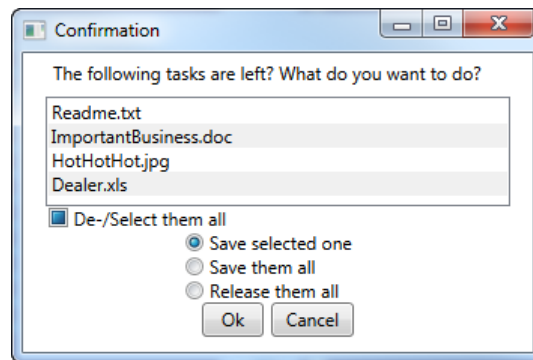 Confirmation
The following tasks are left? What do you want to do?
Readme.txt
ImportantBusiness.doc
HotHotHot.jpg
Dealer.xls
De-/Select them all
Save selected one
Save them all
Release them all
Ok Cancel